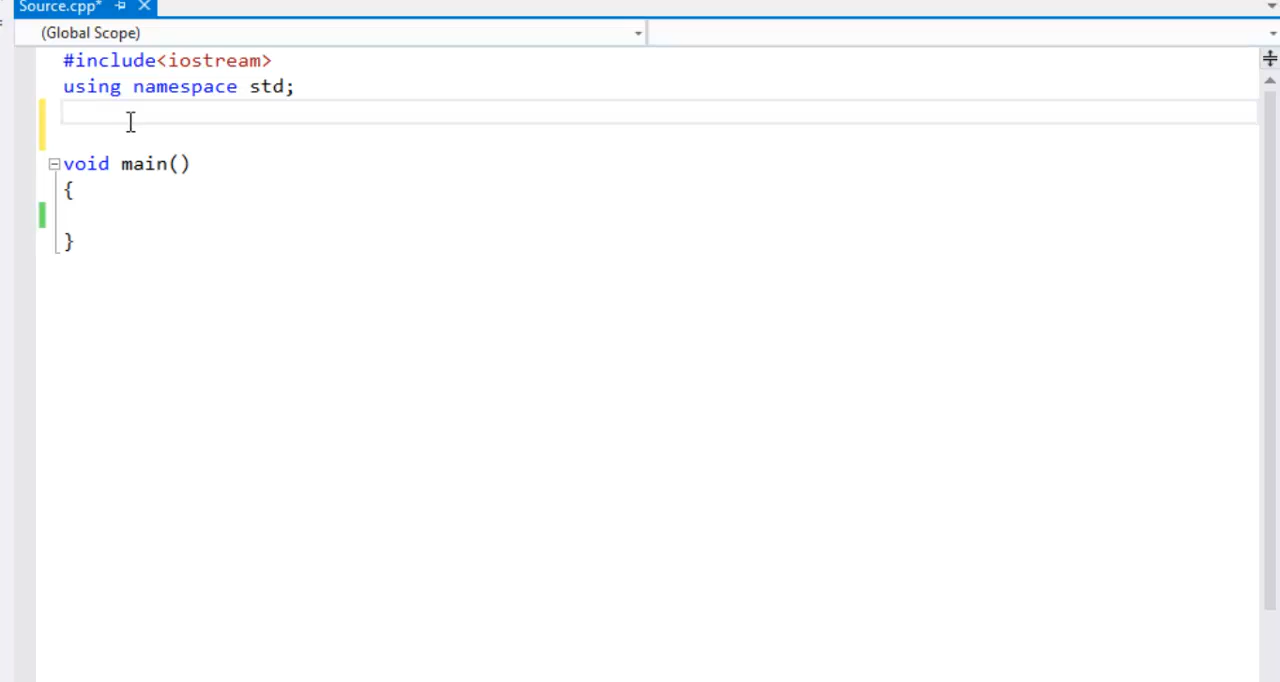 Source.cpp*
(Global Scope)
#include<iostream>
using namespace std;
void main()
{
}